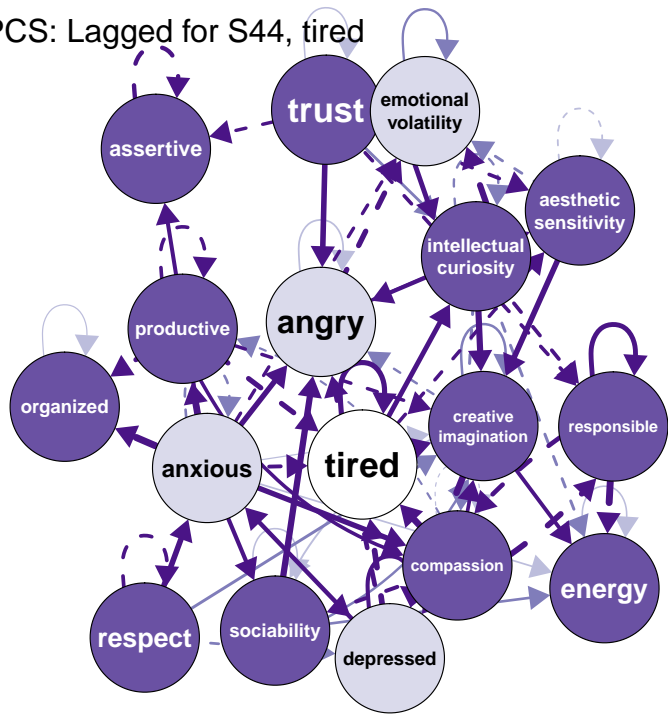 PCS: Lagged for S44, tired
trust
emotional
volatility
assertive
aesthetic
sensitivity
intellectual
curiosity
angry
productive
organized
creative
imagination
responsible
anxious
tired
compassion
energy
respect
sociability
depressed